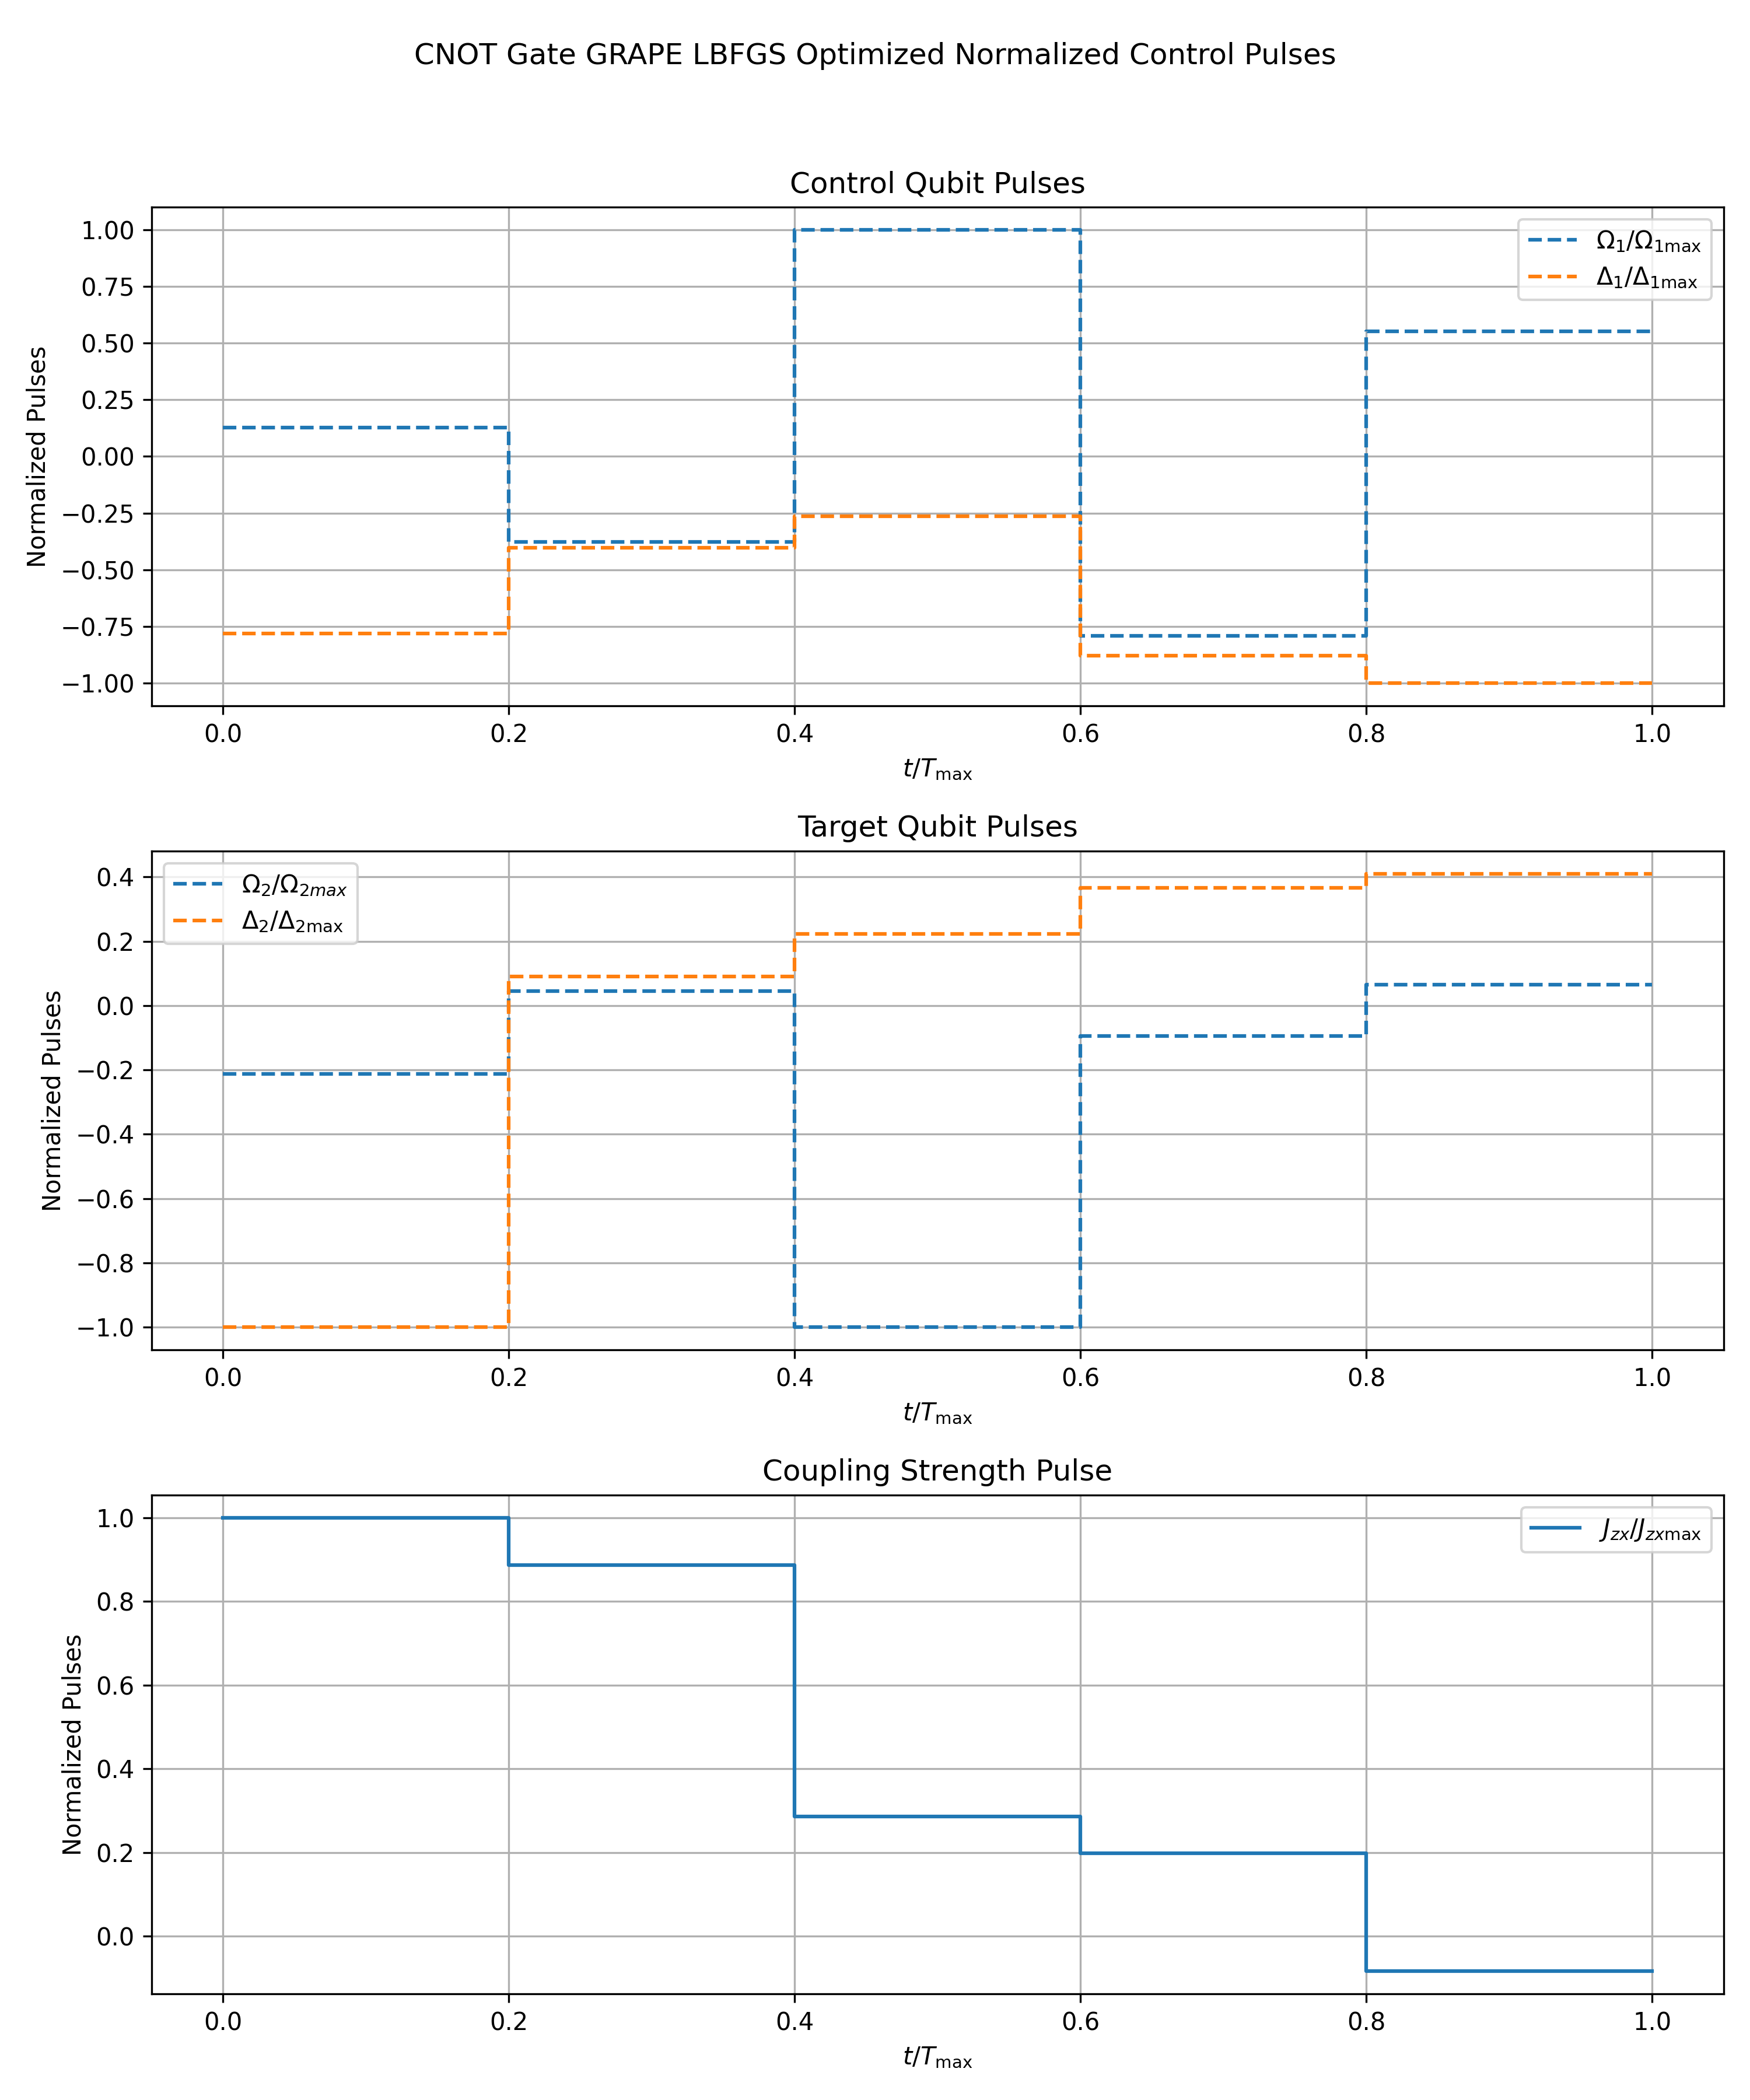 CNOT Gate GRAPE LBFGS Optimized Normalized Control Pulses
Control Qubit Pulses
Normalized Pulses
1.00
0.75
0.50
0.25
0.00
−0.25
−0.50
−0.75
−1.00
Ω₁/Ω₁max
Δ₁/Δ₁max
0.0 0.2 0.4 0.6 0.8 1.0
t/Tmax
Target Qubit Pulses
Normalized Pulses
0.4
0.2
0.0
−0.2
−0.4
−0.6
−0.8
−1.0
Ω₂/Ω₂max
Δ₂/Δ₂max
0.0 0.2 0.4 0.6 0.8 1.0
t/Tmax
Coupling Strength Pulse
Normalized Pulses
1.0
0.8
0.6
0.4
0.2
0.0
Jzx/Jzxmax
0.0 0.2 0.4 0.6 0.8 1.0
t/Tmax